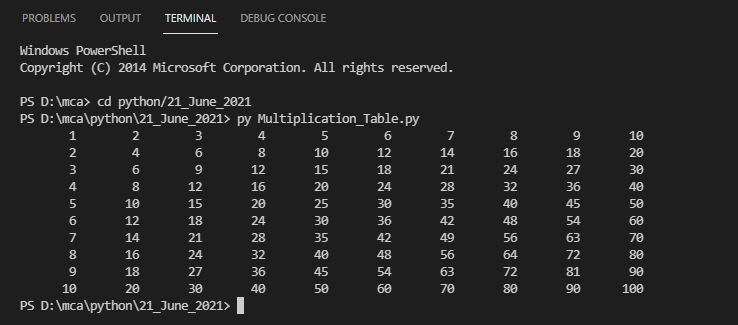 PROBLEMS OUTPUT TERMINAL DEBUG CONSOLE
Windows PowerShell
Copyright (C) 2014 Microsoft Corporation. All rights reserved.
PS D:\mca> cd python/21_June_2021
PS D:\mca\python\21_June_2021> py Multiplication_Table.py
1 2 3 4 5 6 7 8 9 10
2 4 6 8 10 12 14 16 18 20
3 6 9 12 15 18 21 24 27 30
4 8 12 16 20 24 28 32 36 40
5 10 15 20 25 30 35 40 45 50
6 12 18 24 30 36 42 48 54 60
7 14 21 28 35 42 49 56 63 70
8 16 24 32 40 48 56 64 72 80
9 18 27 36 45 54 63 72 81 90
10 20 30 40 50 60 70 80 90 100
PS D:\mca\python\21_June_2021>